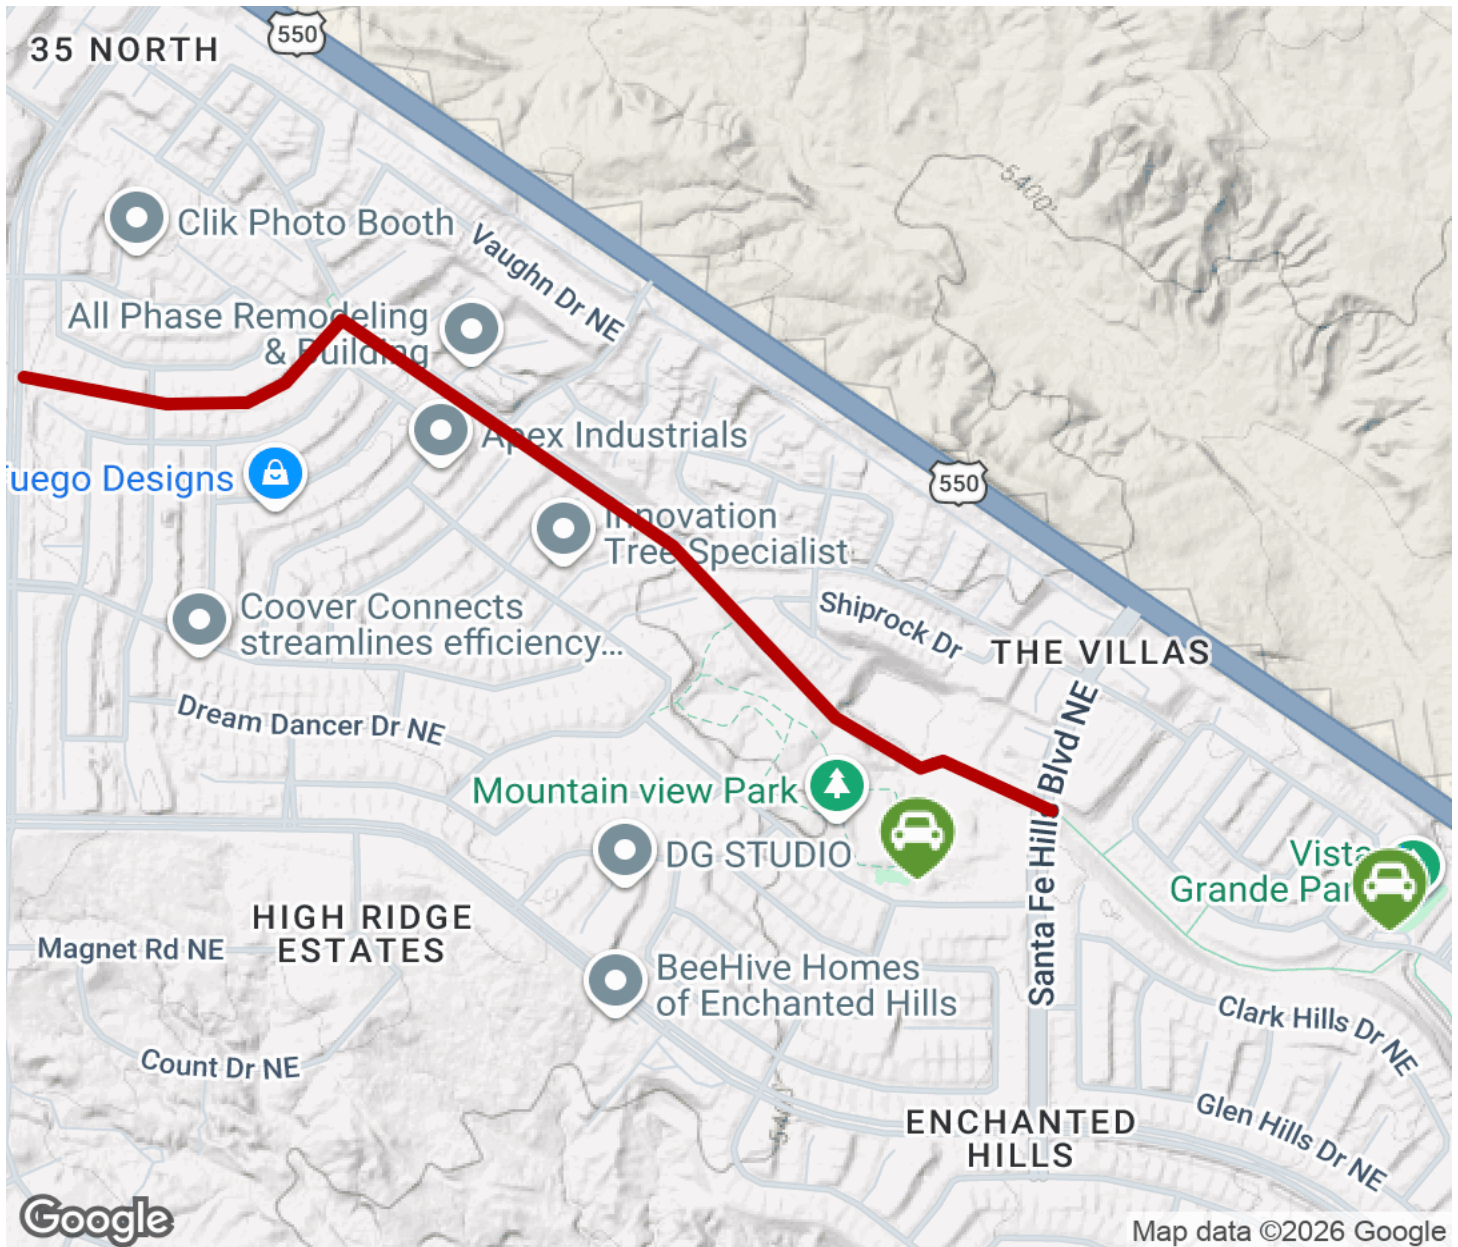 35 NORTH
550
Clik Photo Booth
Vaughn Dr NE
5400'
All Phase Remodeling
& Building
Apex Industrials
uego Designs
550
Innovation
Tree Specialist
Coover Connects
streamlines efficiency...
Shiprock Dr
THE VILLAS
Dream Dancer Dr NE
Santa Fe Hills Blvd NE
Mountain view Park
DG STUDIO
Vista
Grande Par
HIGH RIDGE
ESTATES
Magnet Rd NE
BeeHive Homes
of Enchanted Hills
Clark Hills Dr NE
Count Dr NE
ENCHANTED
HILLS
Glen Hills Dr NE
Google
Map data ©2026 Google